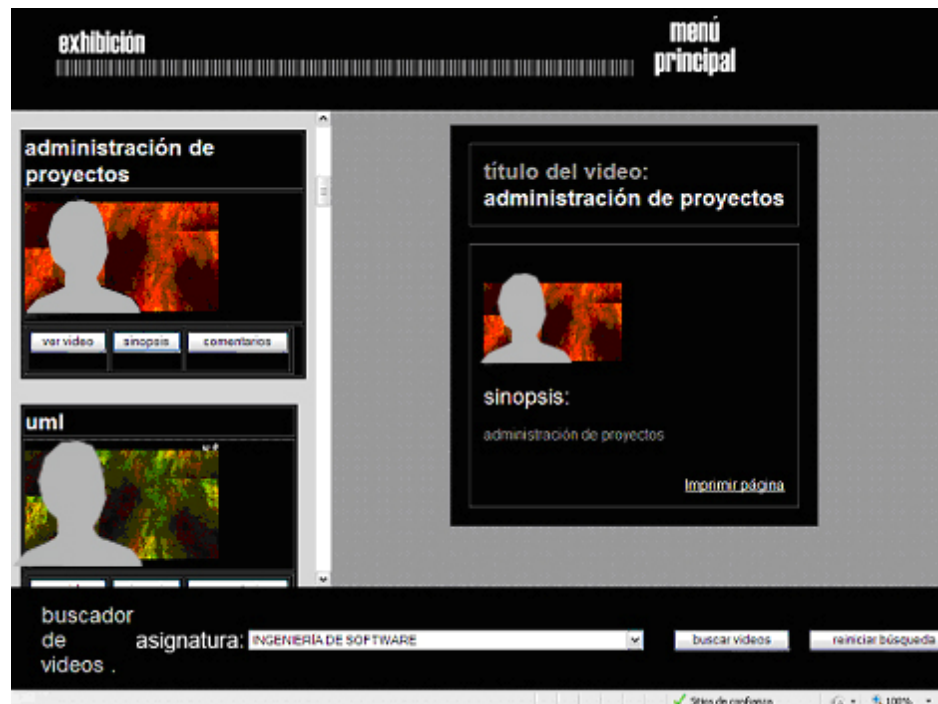 exhibición
menú
principal
administración de
proyectos
ver video
sinopsis
comentarios
uml
título del video:
administración de proyectos
sinopsis:
administración de proyectos
Imprimir página
buscador
de
videos .
asignatura:
INGENIERÍA DE SOFTWARE
buscar videos
reiniciar búsqueda
Sitios de confianza
100%